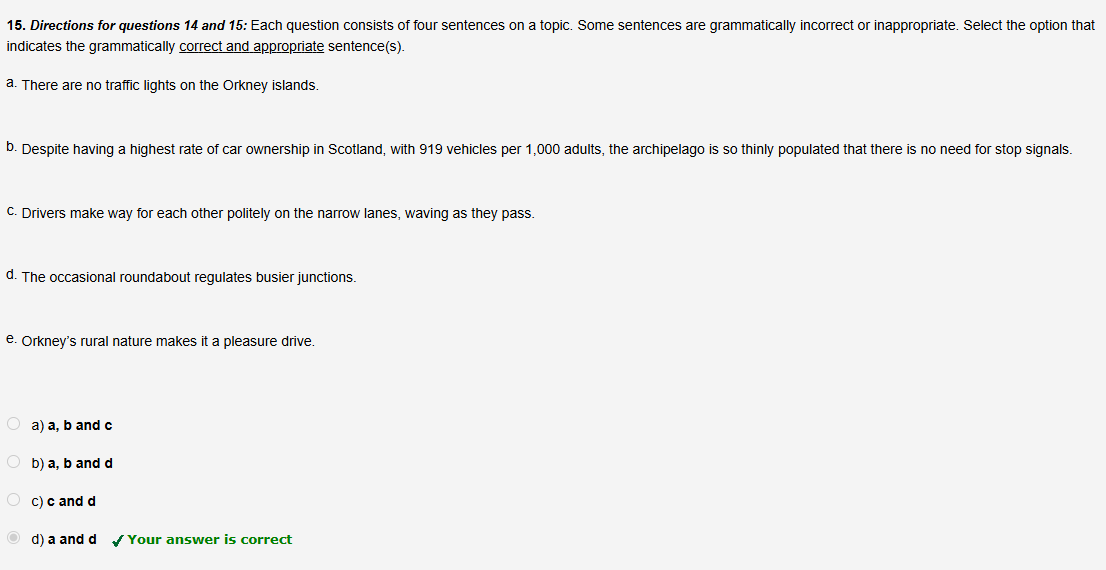 15. Directions for questions 14 and 15: Each question consists of four sentences on a topic. Some sentences are grammatically incorrect or inappropriate. Select the option that
indicates the grammatically correct and appropriate sentence(s).
a. There are no traffic lights on the Orkney islands.
b. Despite having a highest rate of car ownership in Scotland, with 919 vehicles per 1,000 adults, the archipelago is so thinly populated that there is no need for stop signals.
c. Drivers make way for each other politely on the narrow lanes, waving as they pass.
d. The occasional roundabout regulates busier junctions.
e. Orkney's rural nature makes it a pleasure drive.
a) a, b and c
b) a, b and d
c) c and d
d) a and d ✓ Your answer is correct